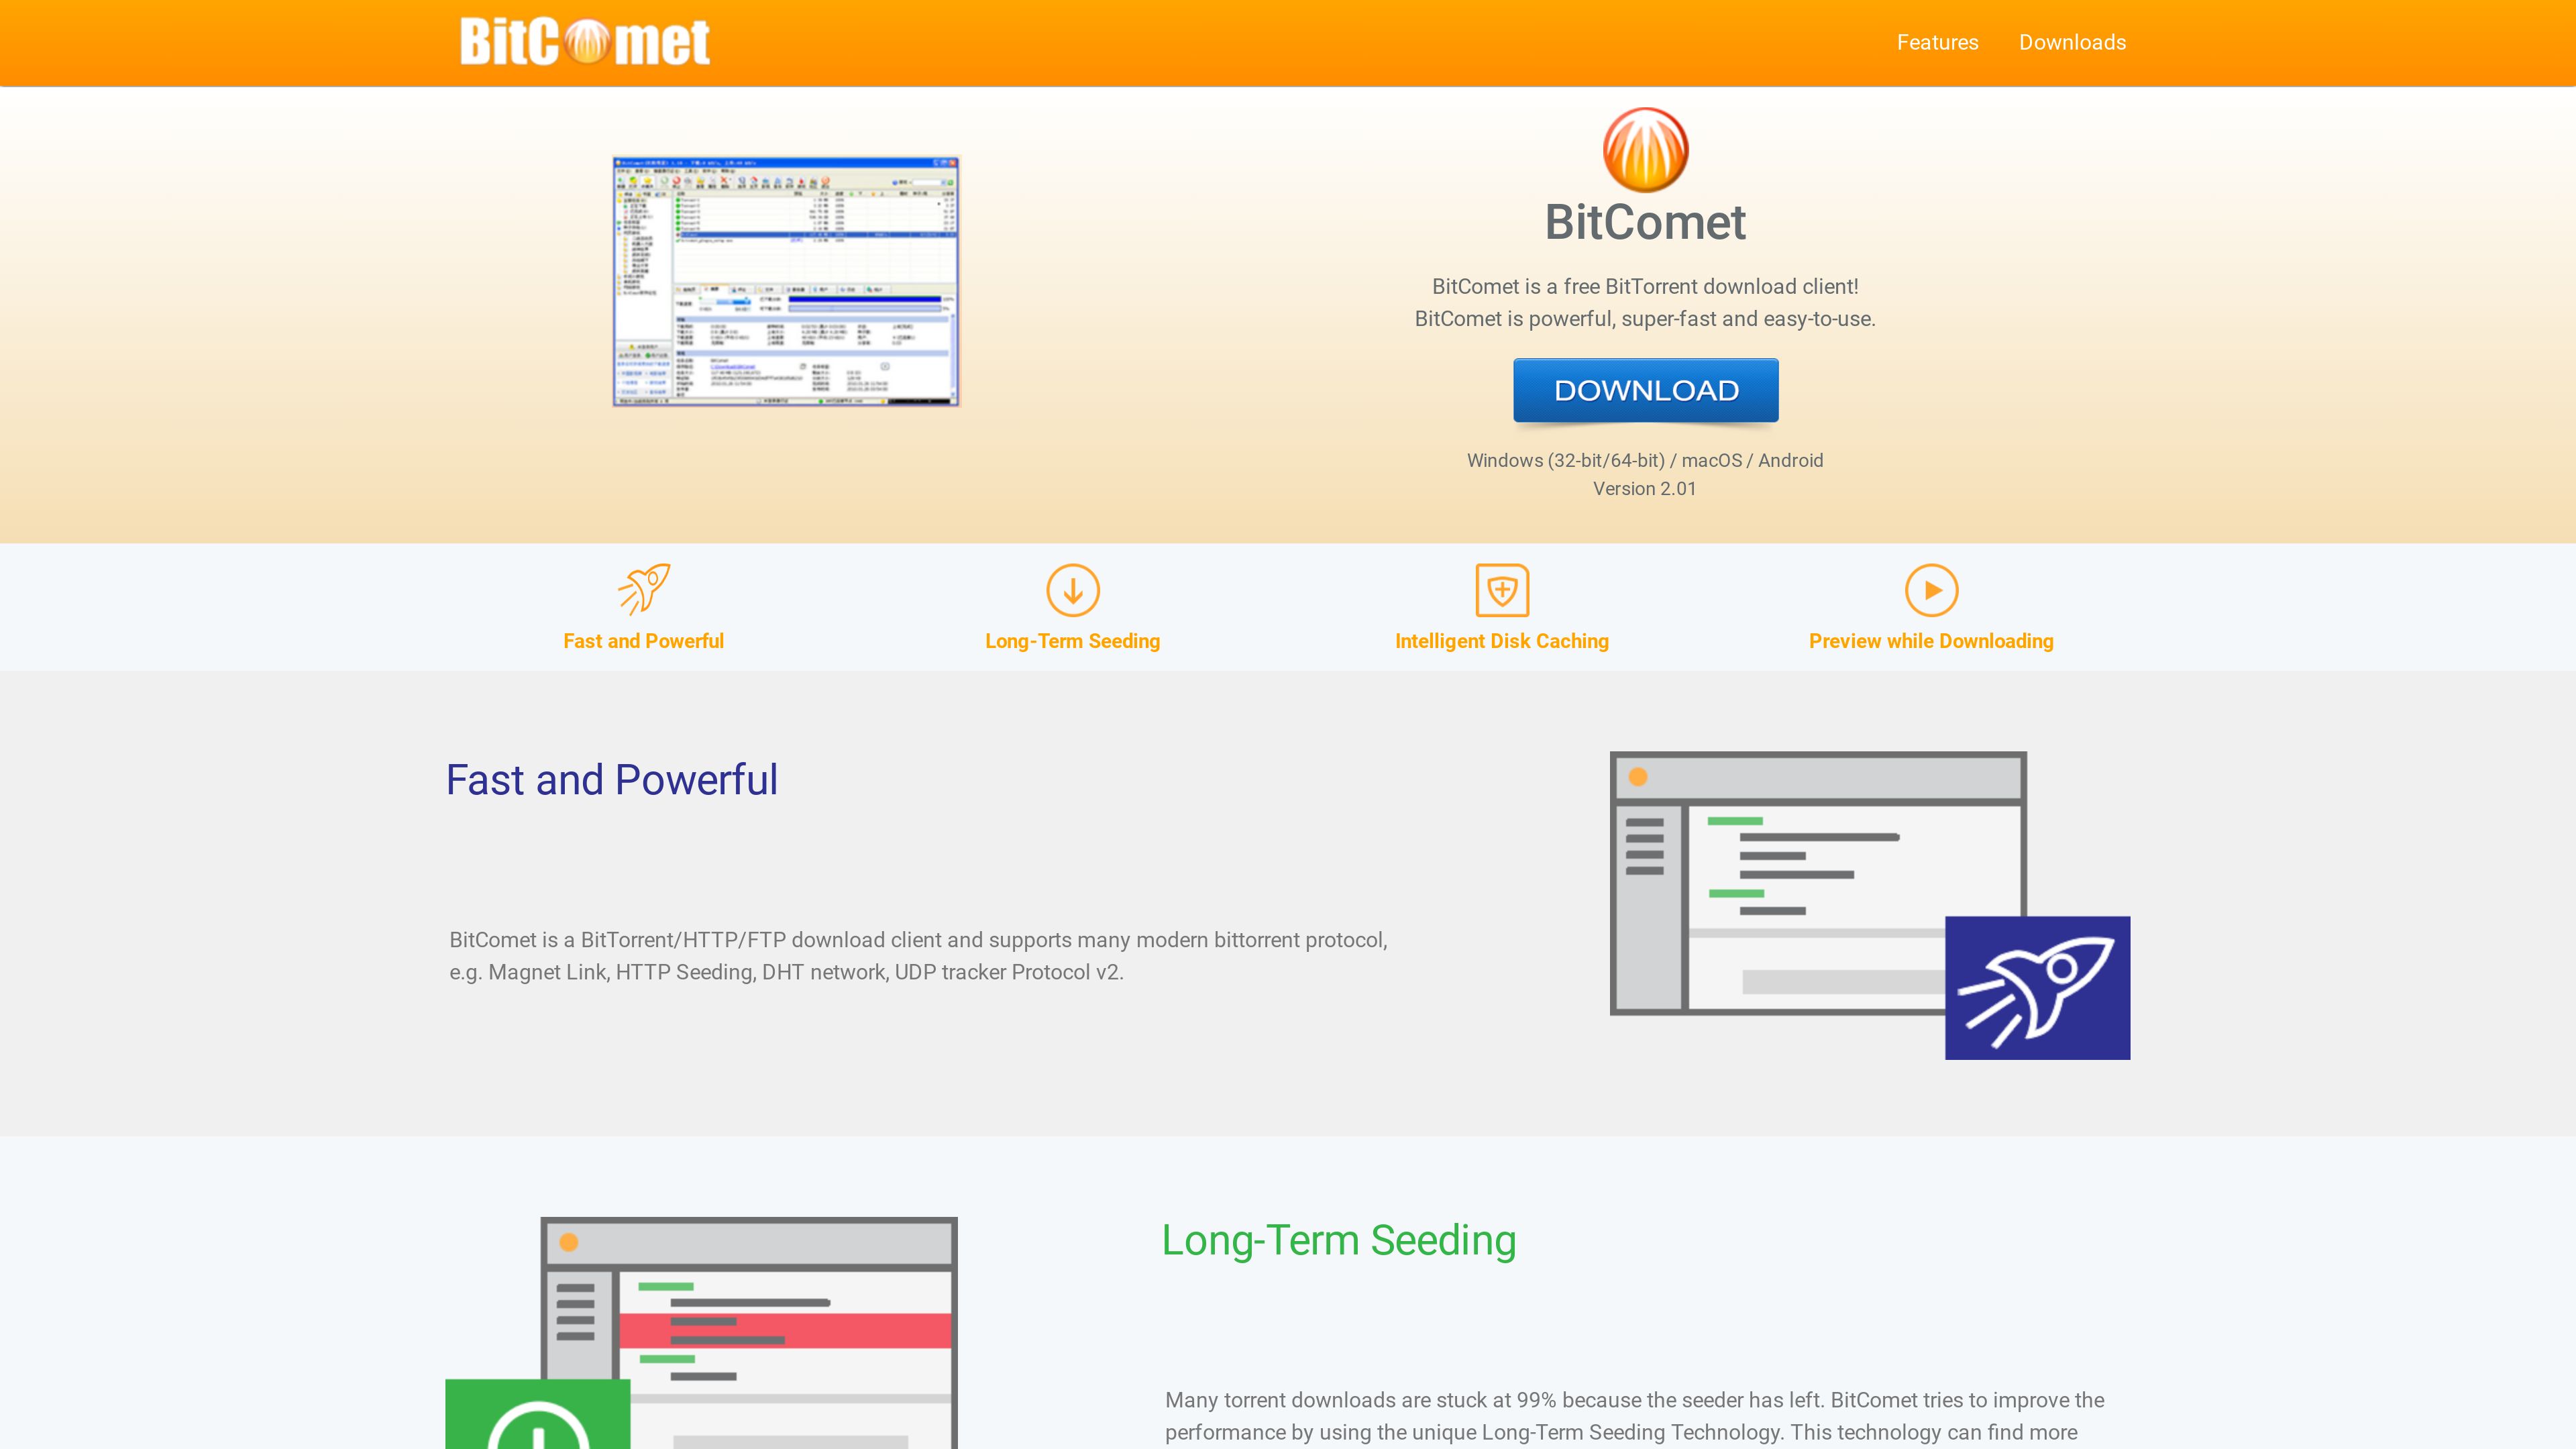 BitComet
Features
Downloads
BitComet
BitComet is a free BitTorrent download client!
BitComet is powerful, super-fast and easy-to-use.
DOWNLOAD
Windows (32-bit/64-bit) / macOS / Android
Version 2.01
Fast and Powerful
Long-Term Seeding
Intelligent Disk Caching
Preview while Downloading
Fast and Powerful
BitComet is a BitTorrent/HTTP/FTP download client and supports many modern bittorrent protocol,
e.g. Magnet Link, HTTP Seeding, DHT network, UDP tracker Protocol v2.
Long-Term Seeding
Many torrent downloads are stuck at 99% because the seeder has left. BitComet tries to improve the
performance by using the unique Long-Term Seeding Technology. This technology can find more